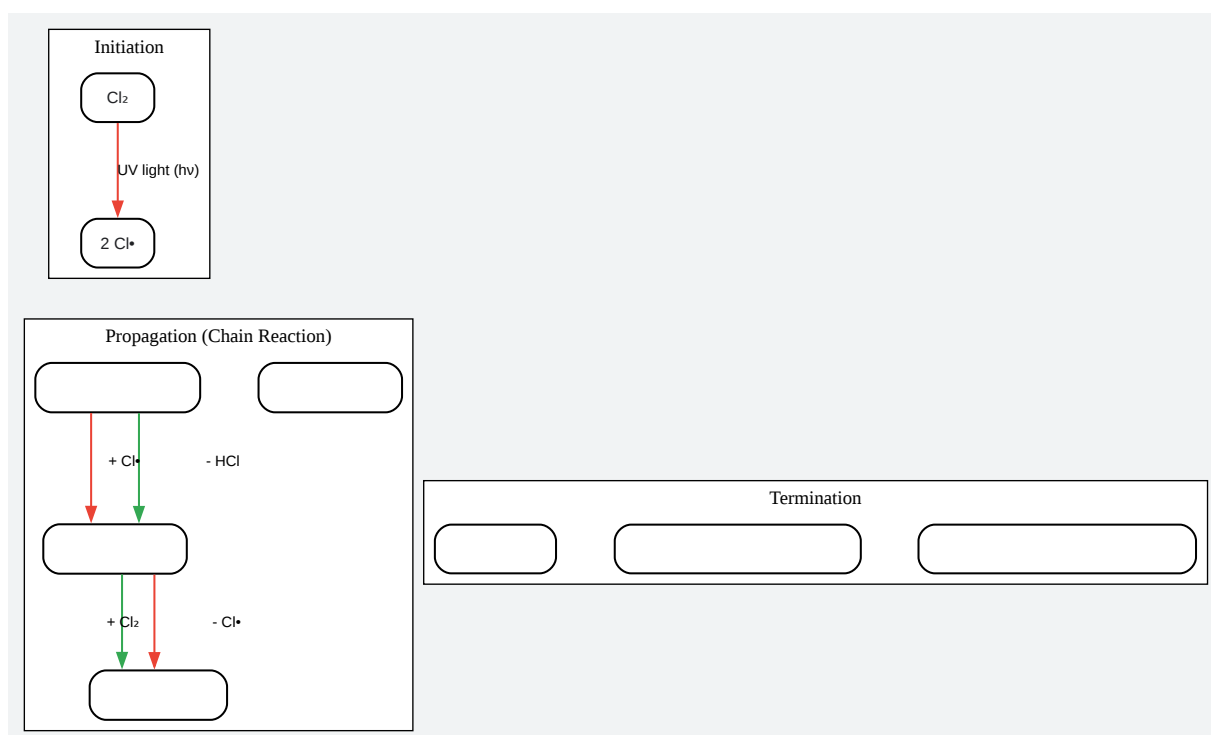 Initiation
Cl₂
UV light (hν)
2 Cl•
Propagation (Chain Reaction)
+ Cl•
- HCl
+ Cl₂
- Cl•
Termination